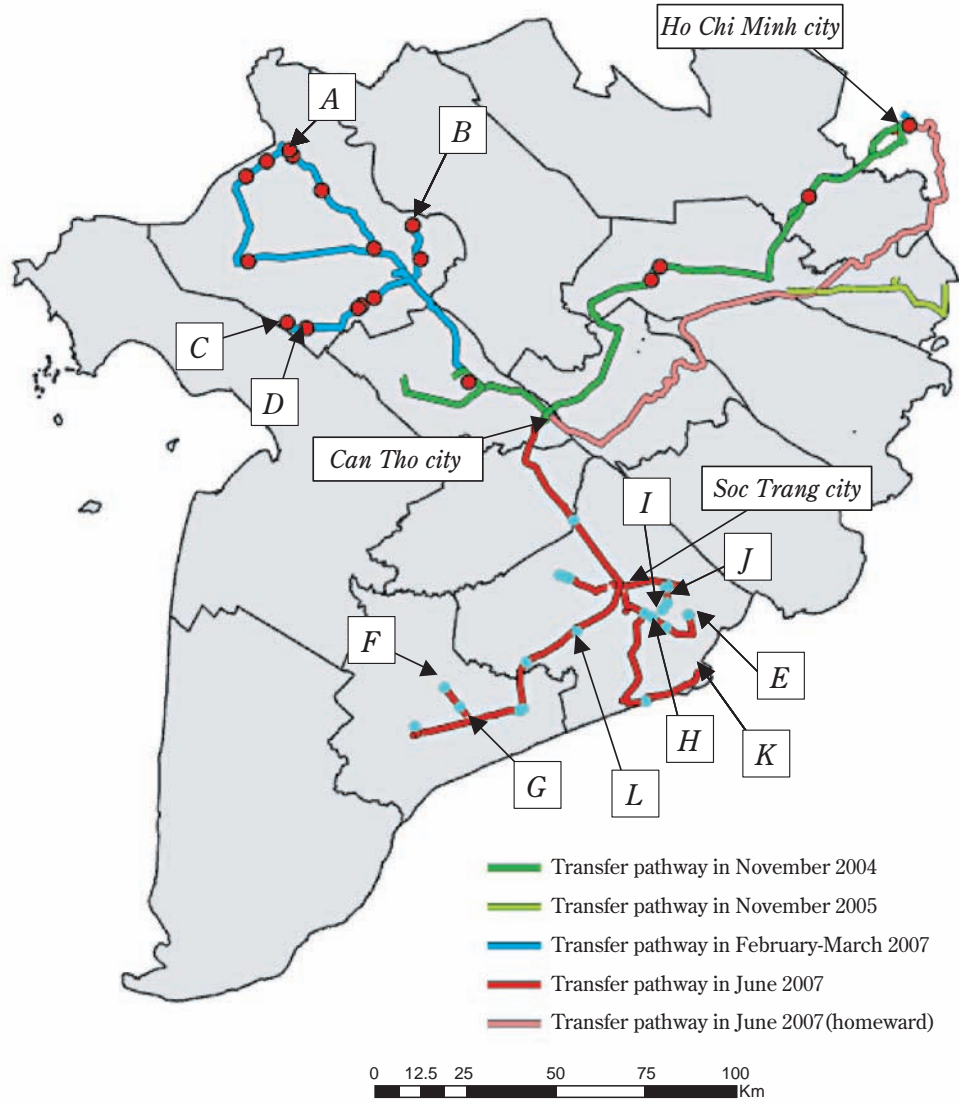 Ho Chi Minh city
A
B
C
D
Can Tho city
Soc Trang city
I
J
F
E
H
K
G
L
Transfer pathway in November 2004
Transfer pathway in November 2005
Transfer pathway in February-March 2007
Transfer pathway in June 2007
Transfer pathway in June 2007(homeward)
0 12.5 25 50 75 100
Km